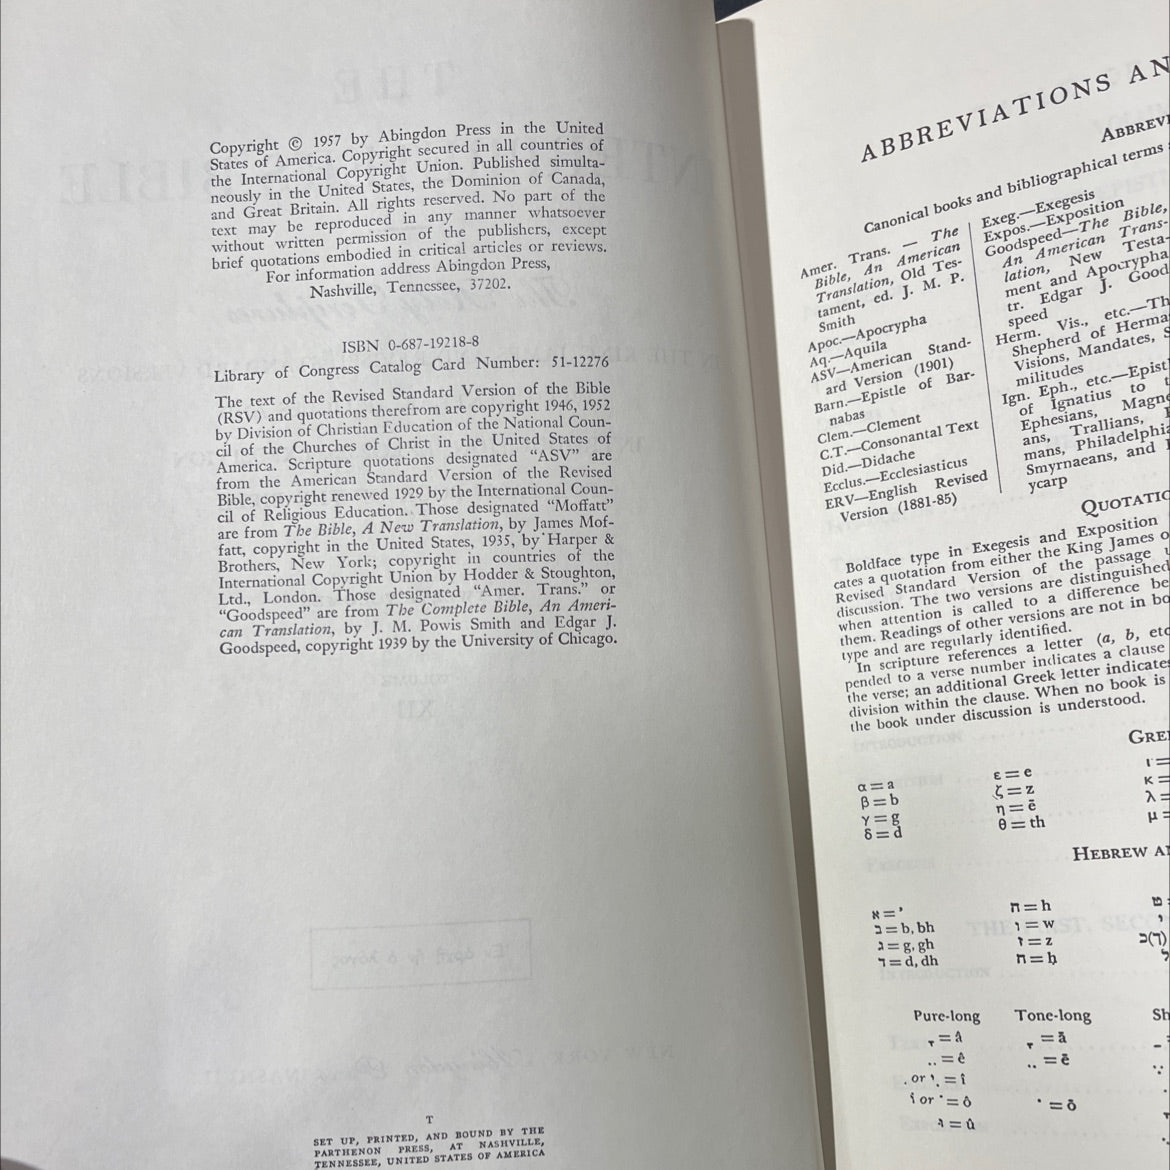 Copyright © 1957 by Abingdon Press in the United
States of America. Copyright secured in all countries of
the International Copyright Union. Published simulta-
neously in the United States, the Dominion of Canada,
and Great Britain. All rights reserved. No part of the
text may be reproduced in any manner whatsoever
without written permission of the publishers, except
brief quotations embodied in critical articles or reviews.
For information address Abingdon Press,
Nashville, Tennessee, 37202.
ISBN 0-687-19218-8
Library of Congress Catalog Card Number: 51-12276
The text of the Revised Standard Version of the Bible
(RSV) and quotations therefrom are copyright 1946, 1952
by Division of Christian Education of the National Coun-
cil of the Churches of Christ in the United States of
America. Scripture quotations designated “ASV” are
from the American Standard Version of the Revised
Bible, copyright renewed 1929 by the International Coun-
cil of Religious Education. Those designated “Moffatt”
are from The Bible, A New Translation, by James Mof-
fatt, copyright in the United States, 1935, by Harper &
Brothers, New York; copyright in countries of the
International Copyright Union by Hodder & Stoughton,
Ltd., London. Those designated “Amer. Trans.” or
“Goodspeed” are from The Complete Bible, An Ameri-
can Translation, by J. M. Powis Smith and Edgar J.
Goodspeed, copyright 1939 by the University of Chicago.
T
SET UP, PRINTED, AND BOUND BY THE
PARTHENON PRESS, AT NASHVILLE,
TENNESSEE, UNITED STATES OF AMERICA
ABBREVIATIONS AN
ABBREVI
Canonical books and bibliographical terms
Amer. Trans. — The
Bible, An American
Translation, Old Tes-
tament, ed. J. M. P.
Smith
Apoc.—Apocrypha
Aq.—Aquila
ASV—American Stand-
ard Version (1901)
Barn.—Epistle of Bar-
nabas
Clem.—Clement
C.T.—Consonantal Text
Did.—Didache
Ecclus.—Ecclesiasticus
ERV—English Revised
Version (1881-85)
Exeg.—Exegesis
Expos.—Exposition
Goodspeed—The Bible,
An American Trans-
lation, New Testa-
ment and Apocrypha
tr. Edgar J. Good
speed
Herm. Vis., etc.—Th
Shepherd of Herma
Visions, Mandates, S
militudes
Ign. Eph., etc.—Epist
of Ignatius to t
Ephesians, Magne
ans, Trallians,
mans, Philadelphia
Smyrnaeans, and
ycarp
QUOTATIO
Boldface type in Exegesis and Exposition
cates a quotation from either the King James o
Revised Standard Version of the passage u
discussion. The two versions are distinguished
when attention is called to a difference be
them. Readings of other versions are not in bo
type and are regularly identified.
In scripture references a letter (a, b, etc
pended to a verse number indicates a clause
the verse; an additional Greek letter indicates
division within the clause. When no book is
the book under discussion is understood.
GREE
α = a ε = e ι =
β = b ζ = z κ =
γ = g η = ē λ =
δ = d θ = th μ =
HEBREW AN
א = ’ ה = h ט
ב = b, bh ו = w י
ג = g, gh ז = z כ(ך)
ד = d, dh ח = ḥ ל
Pure-long Tone-long Sh
ָ = â ָ = ā
ֵ = ê ֵ = ē
ִ or ִי = î
וֹ or ֹ = ô ֹ = ō
וּ = û